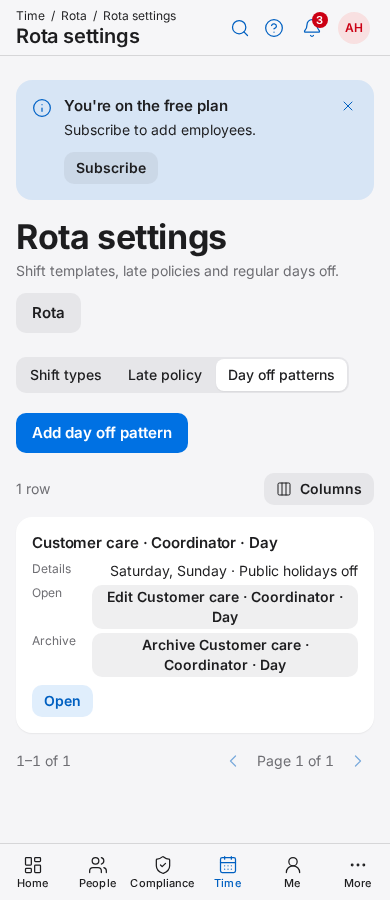 Time / Rota / Rota settings
Rota settings
3
AH
You're on the free plan
Subscribe to add employees.
Subscribe
Rota settings
Shift templates, late policies and regular days off.
Rota
Shift types Late policy Day off patterns
Add day off pattern
1 row
Columns
Customer care · Coordinator · Day
Details Saturday, Sunday · Public holidays off
Open Edit Customer care · Coordinator ·
Day
Archive Archive Customer care ·
Coordinator · Day
Open
1–1 of 1
Page 1 of 1
Home People Compliance Time Me More